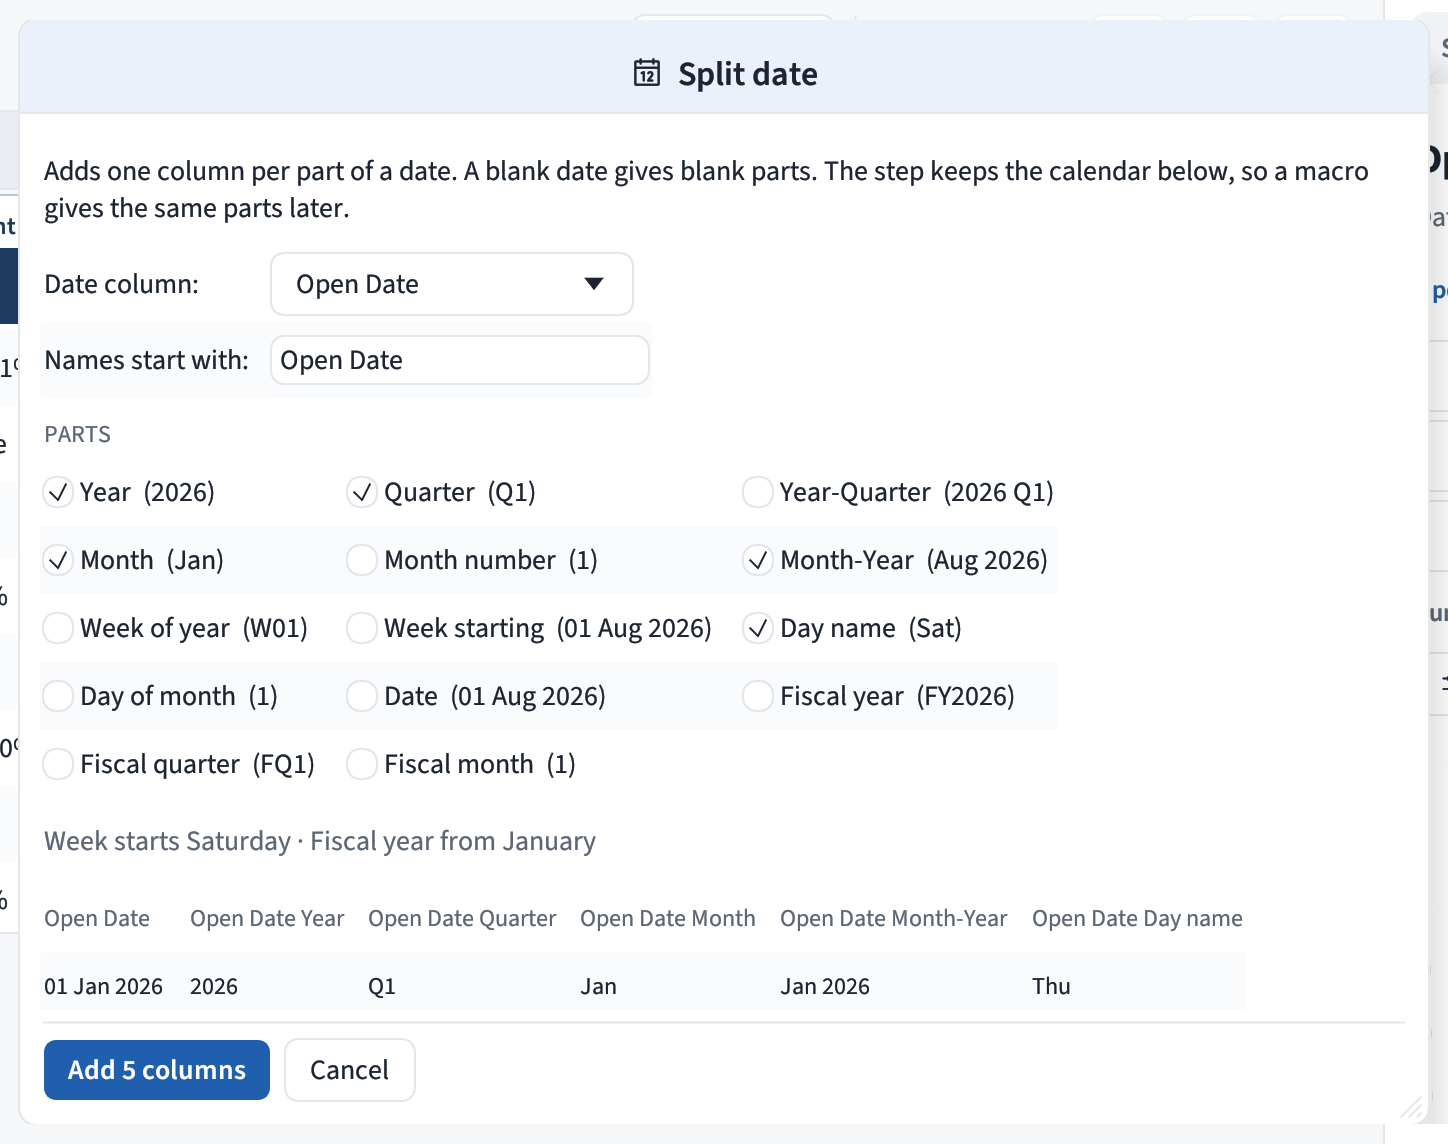 12 Split date
Adds one column per part of a date. A blank date gives blank parts. The step keeps the calendar below, so a macro
gives the same parts later.
Date column: Open Date
Names start with: Open Date
PARTS
Year (2026) Quarter (Q1) Year-Quarter (2026 Q1)
Month (Jan) Month number (1) Month-Year (Aug 2026)
Week of year (W01) Week starting (01 Aug 2026) Day name (Sat)
Day of month (1) Date (01 Aug 2026) Fiscal year (FY2026)
Fiscal quarter (FQ1) Fiscal month (1)
Week starts Saturday · Fiscal year from January
Open Date Open Date Year Open Date Quarter Open Date Month Open Date Month-Year Open Date Day name
01 Jan 2026 2026 Q1 Jan Jan 2026 Thu
Add 5 columns Cancel